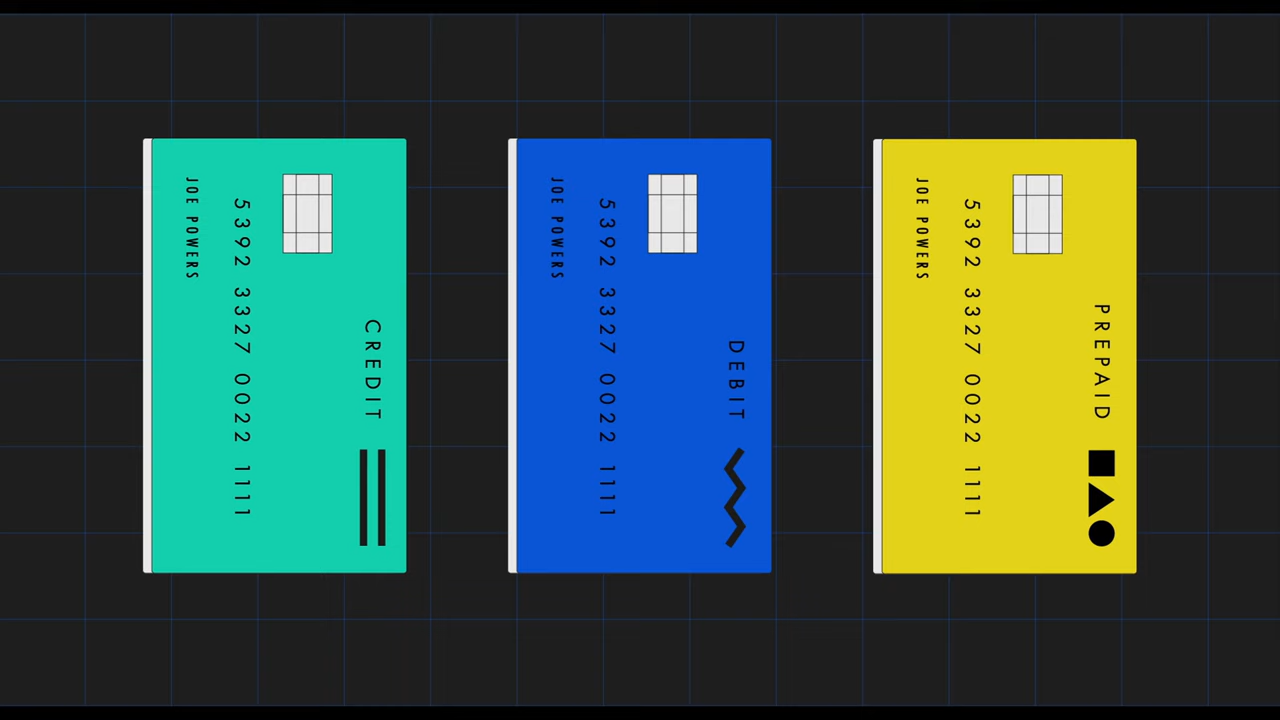 CREDIT
5392 3327 0022 1111
JOE POWERS
DEBIT
5392 3327 0022 1111
JOE POWERS
PREPAID
5392 3327 0022 1111
JOE POWERS